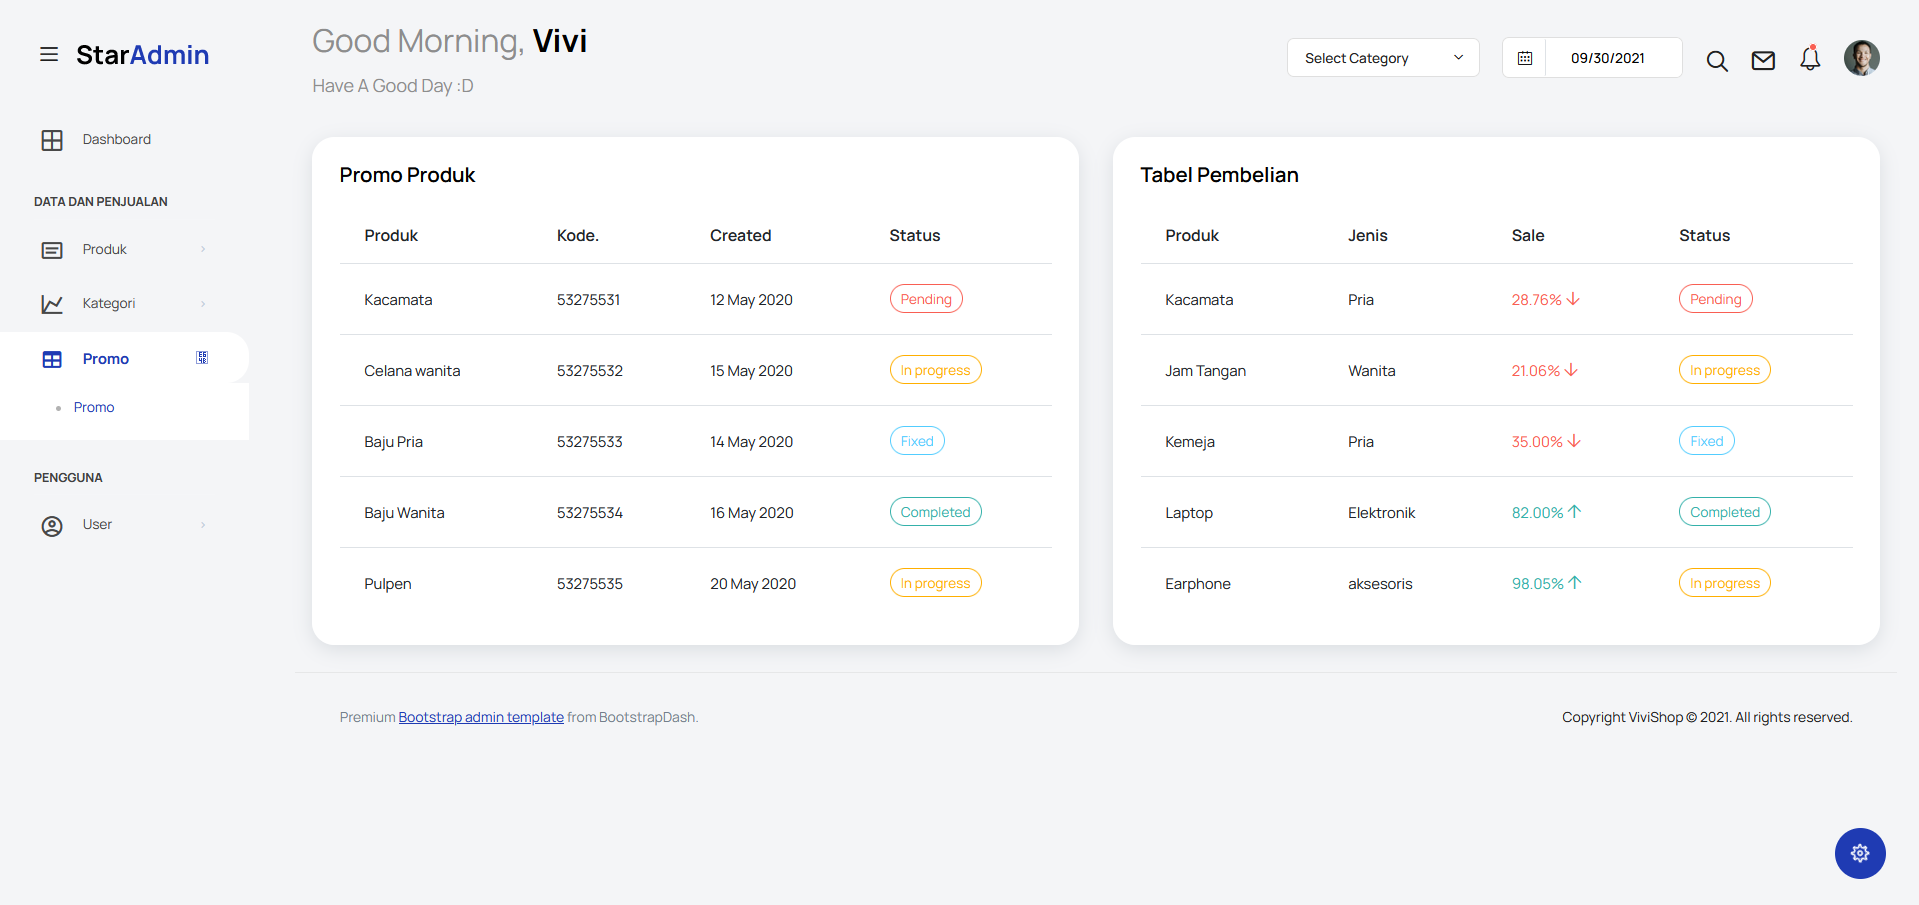 StarAdmin
Good Morning, Vivi
Have A Good Day :D
Select Category
09/30/2021
Dashboard
DATA DAN PENJUALAN
Produk
Kategori
Promo
Promo
PENGGUNA
User
Promo Produk
Produk Kode. Created Status
Kacamata 53275531 12 May 2020 Pending
Celana wanita 53275532 15 May 2020 In progress
Baju Pria 53275533 14 May 2020 Fixed
Baju Wanita 53275534 16 May 2020 Completed
Pulpen 53275535 20 May 2020 In progress
Tabel Pembelian
Produk Jenis Sale Status
Kacamata Pria 28.76% ↓ Pending
Jam Tangan Wanita 21.06% ↓ In progress
Kemeja Pria 35.00% ↓ Fixed
Laptop Elektronik 82.00% ↑ Completed
Earphone aksesoris 98.05% ↑ In progress
Premium Bootstrap admin template from BootstrapDash.
Copyright ViviShop © 2021. All rights reserved.